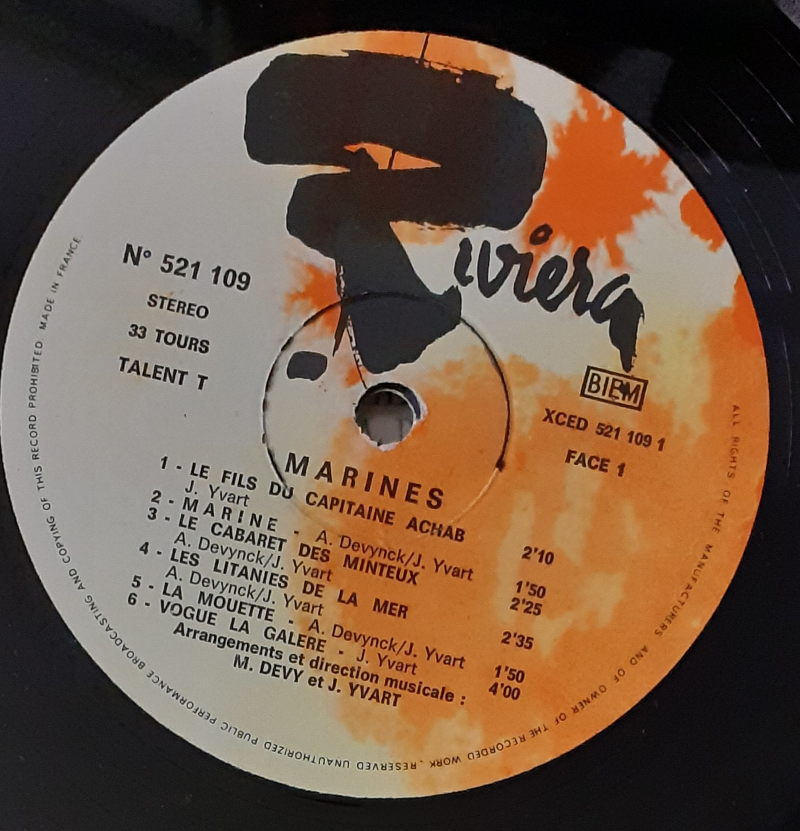 Riviera
N° 521 109
STEREO
33 TOURS
TALENT T
BIEM
XCED 521 109 1
FACE 1
MARINES
1 - LE FILS DU CAPITAINE ACHAB
J. Yvart 2'10
2 - MARINE - A. Devynck/J. Yvart 1'50
3 - LE CABARET DES MINTEUX 2'25
A. Devynck/J. Yvart
4 - LES LITANIES DE LA MER 2'35
A. Devynck/J. Yvart
5 - LA MOUETTE - A. Devynck/J. Yvart 1'50
6 - VOGUE LA GALERE - J. Yvart 4'00
Arrangements et direction musicale :
M. DEVY et J. YVART
ALL RIGHTS OF THE MANUFACTURERS AND OF OWNER OF THE RECORDED WORK. RESERVED UNAUTHORIZED PUBLIC PERFORMANCE BROADCASTING AND COPYING OF THIS RECORD PROHIBITED. MADE IN FRANCE